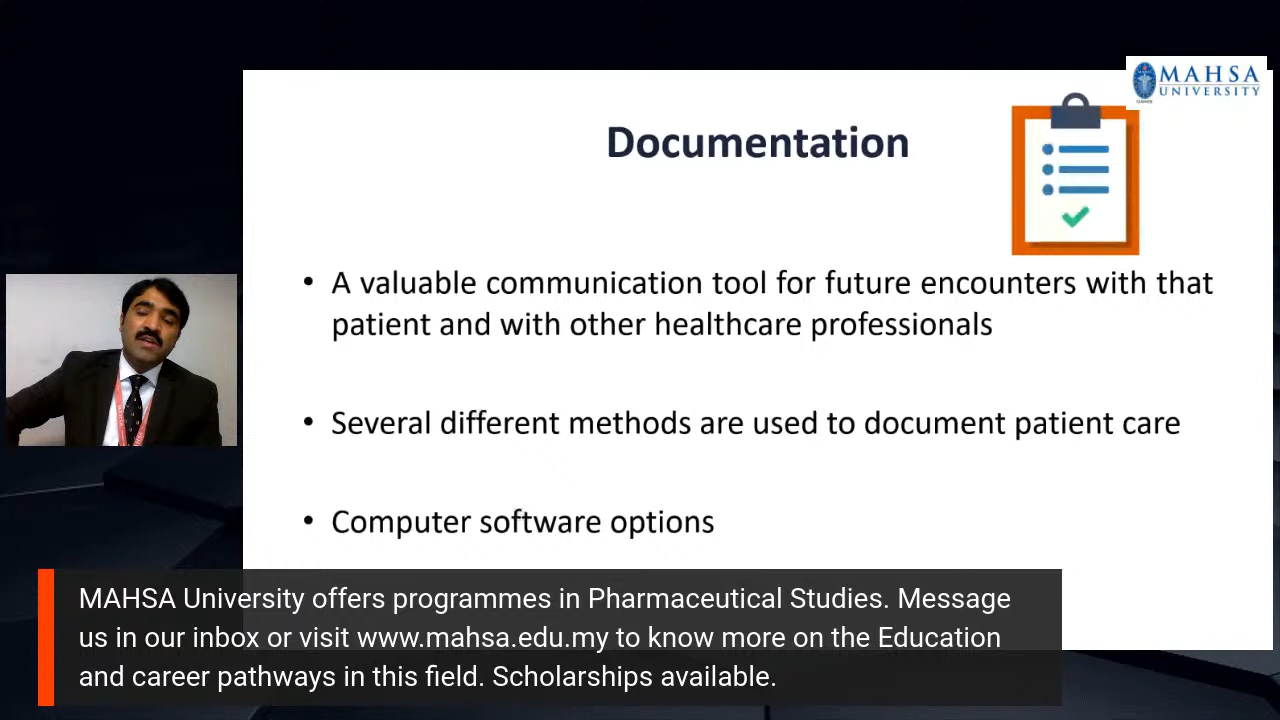 MAHSA
UNIVERSITY
Documentation
• A valuable communication tool for future encounters with that
patient and with other healthcare professionals
• Several different methods are used to document patient care
• Computer software options
MAHSA University offers programmes in Pharmaceutical Studies. Message
us in our inbox or visit www.mahsa.edu.my to know more on the Education
and career pathways in this field. Scholarships available.